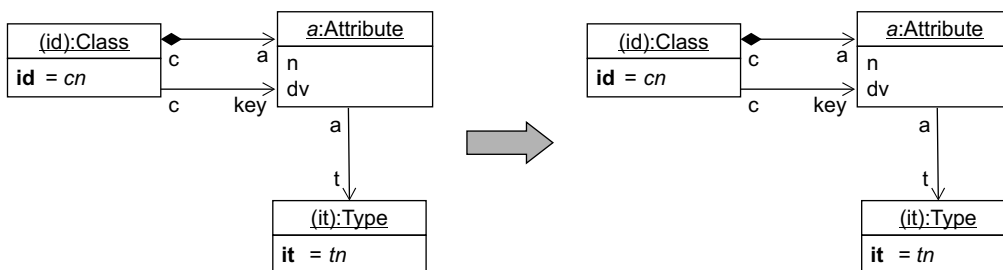 (id):Class
id = cn
c
a
c
key
a:Attribute
n
dv
a
t
(it):Type
it = tn
(id):Class
id = cn
c
a
c
key
a:Attribute
n
dv
a
t
(it):Type
it = tn